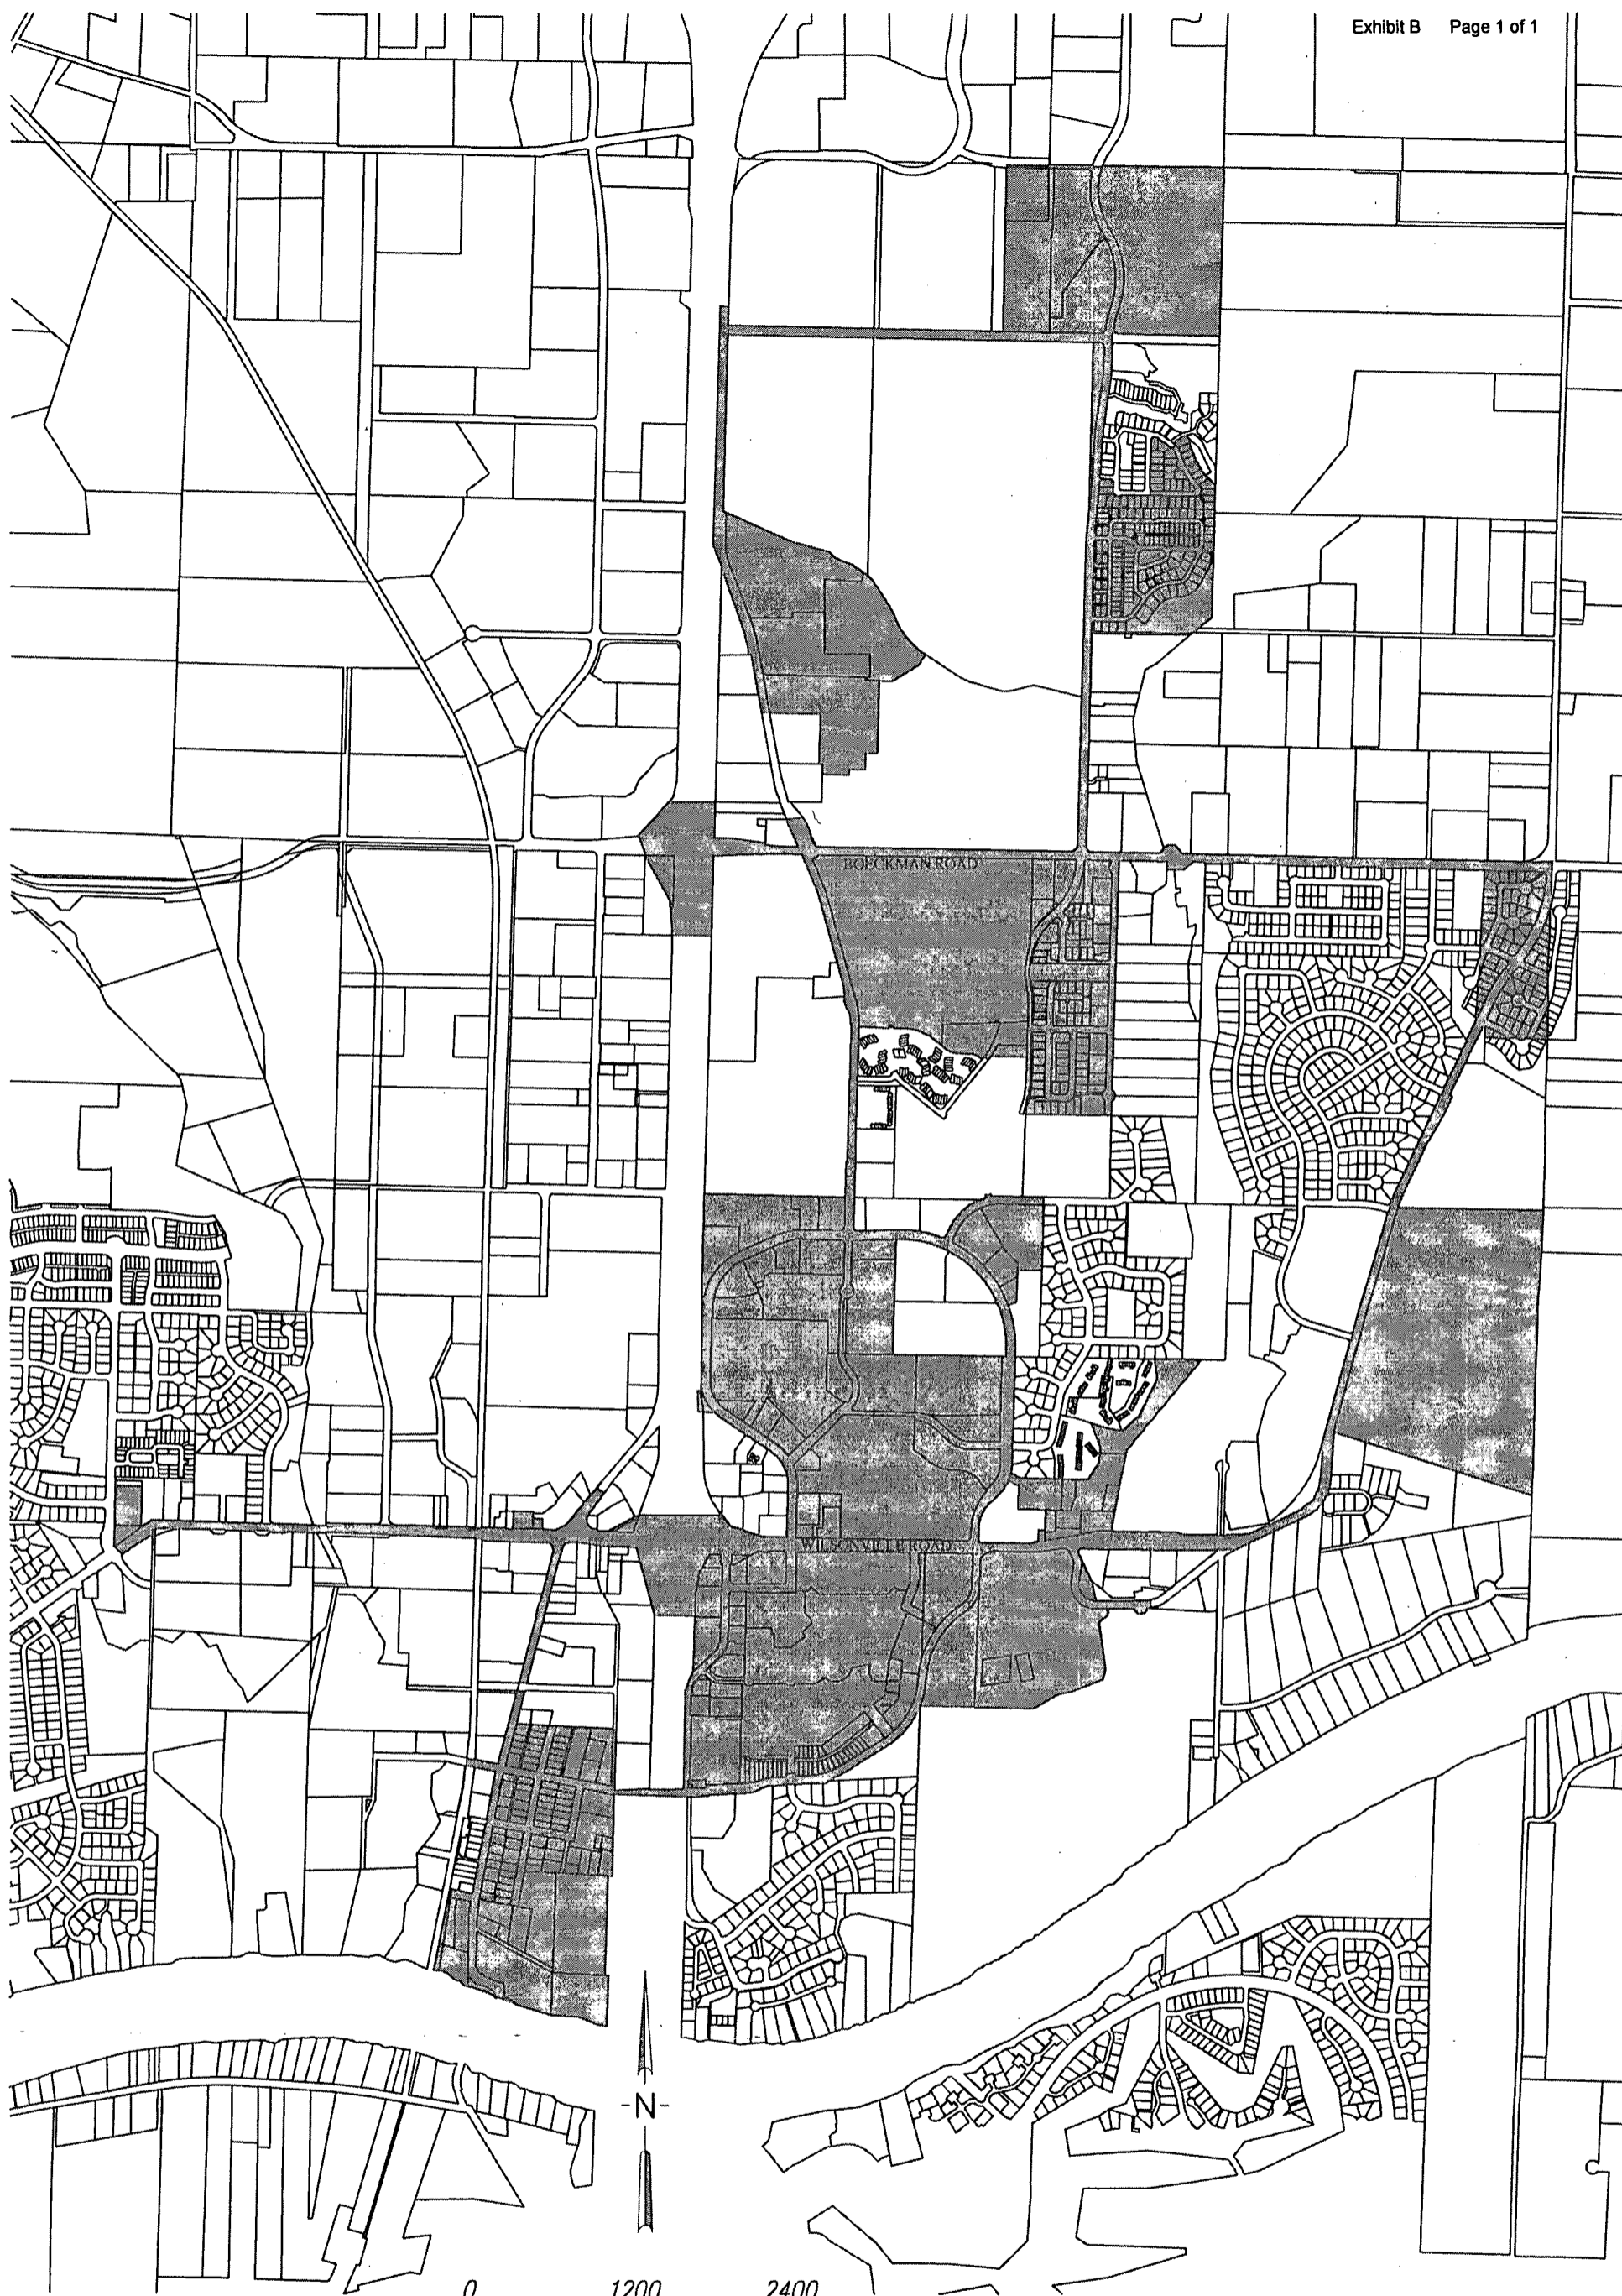 Exhibit B Page 1 of 1
BOECKMAN ROAD
WILSONVILLE ROAD
-N-
0 1200 2400